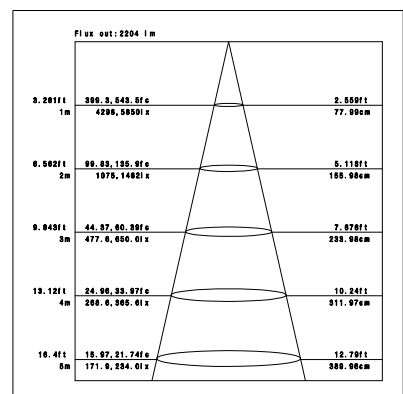 Flux out:2204 lm
3.281ft 399.3,543.5fc 2.559ft
1m 4298,5850lx 77.99cm
6.562ft 99.83,135.9fc 5.118ft
2m 1075,1462lx 155.98cm
9.843ft 44.37,60.39fc 7.676ft
3m 477.6,650.0lx 233.98cm
13.12ft 24.96,33.97fc 10.24ft
4m 268.6,365.6lx 311.97cm
16.4ft 15.97,21.74fc 12.79ft
5m 171.9,234.0lx 389.96cm